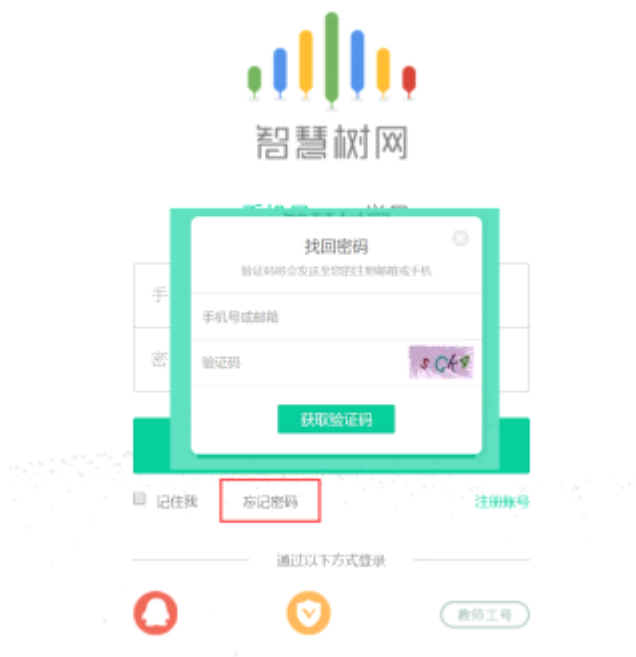 智慧树网
找回密码
验证码将会发送至您的注册邮箱或手机
手
手机号或邮箱
密
验证码
获取验证码
记住我
忘记密码
注册账号
通过以下方式登录
教师工号